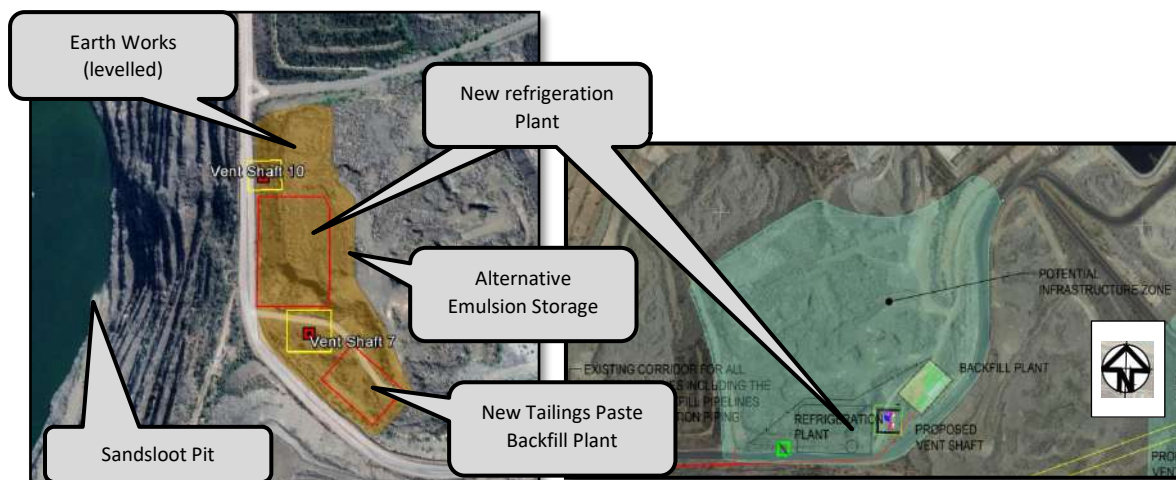 Earth Works
(levelled)
New refrigeration
Plant
Vent Shaft 10
Alternative
Emulsion Storage
Vent Shaft 7
New Tailings Paste
Backfill Plant
Sandsloot Pit
POTENTIAL
INFRASTRUCTURE ZONE
EXISTING CORRIDOR FOR ALL
INCLUDING THE
PIPELINES
PIPING
BACKFILL PLANT
REFRIGERATION
PLANT
PROPOSED
VENT SHAFT
N
VENT